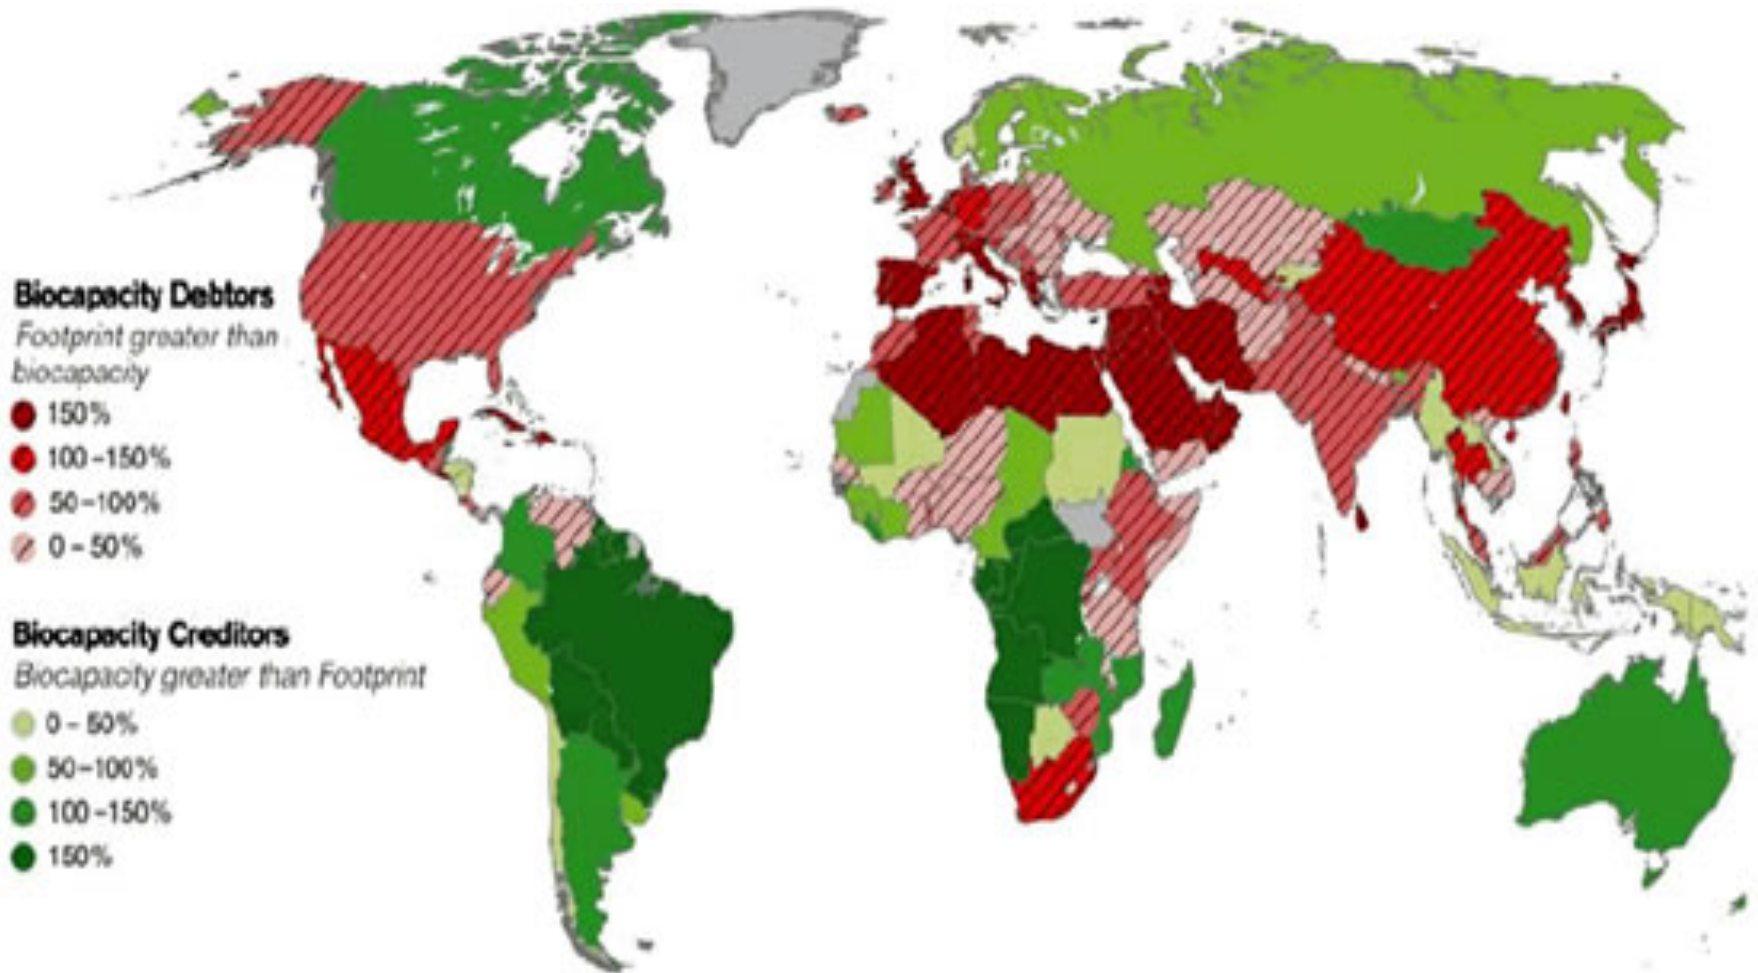 Biocapacity Debtors
Footprint greater than
biocapacity
150%
100-150%
50-100%
0-50%
Biocapacity Creditors
Biocapacity greater than Footprint
0-50%
50-100%
100-150%
150%